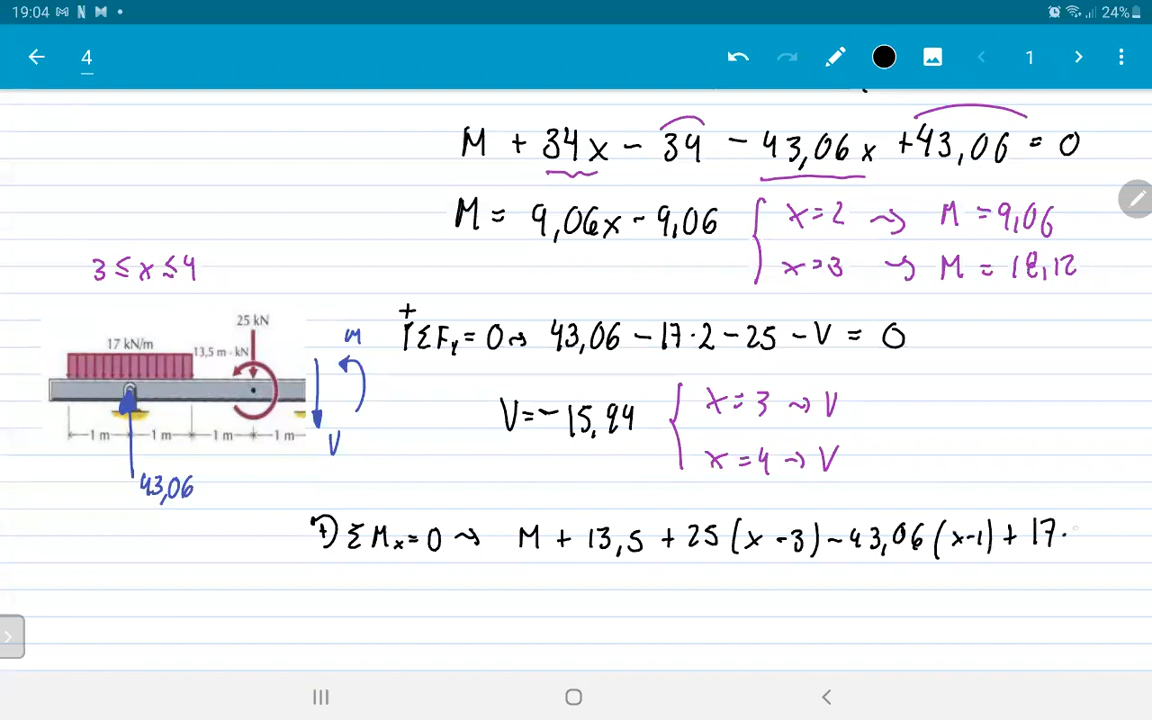 19:04 24%
4 1
M + 34x - 34 - 43,06x + 43,06 = 0
M = 9,06x - 9,06 { x=2 ⇝ M = 9,06
x=3 ⇝ M = 18,12
3 ≤ x ≤ 4
+↑ΣFy = 0 ⇝ 43,06 - 17·2 - 25 - V = 0
25 kN
17 kN/m
13,5 m·kN
M
V = -15,94 { x=3 ⇝ V
x=4 → V
1 m 1 m 1 m 1 m
V
43,06
+) ΣMx = 0 ⇝ M + 13,5 + 25(x-3) - 43,06(x-1) + 17·